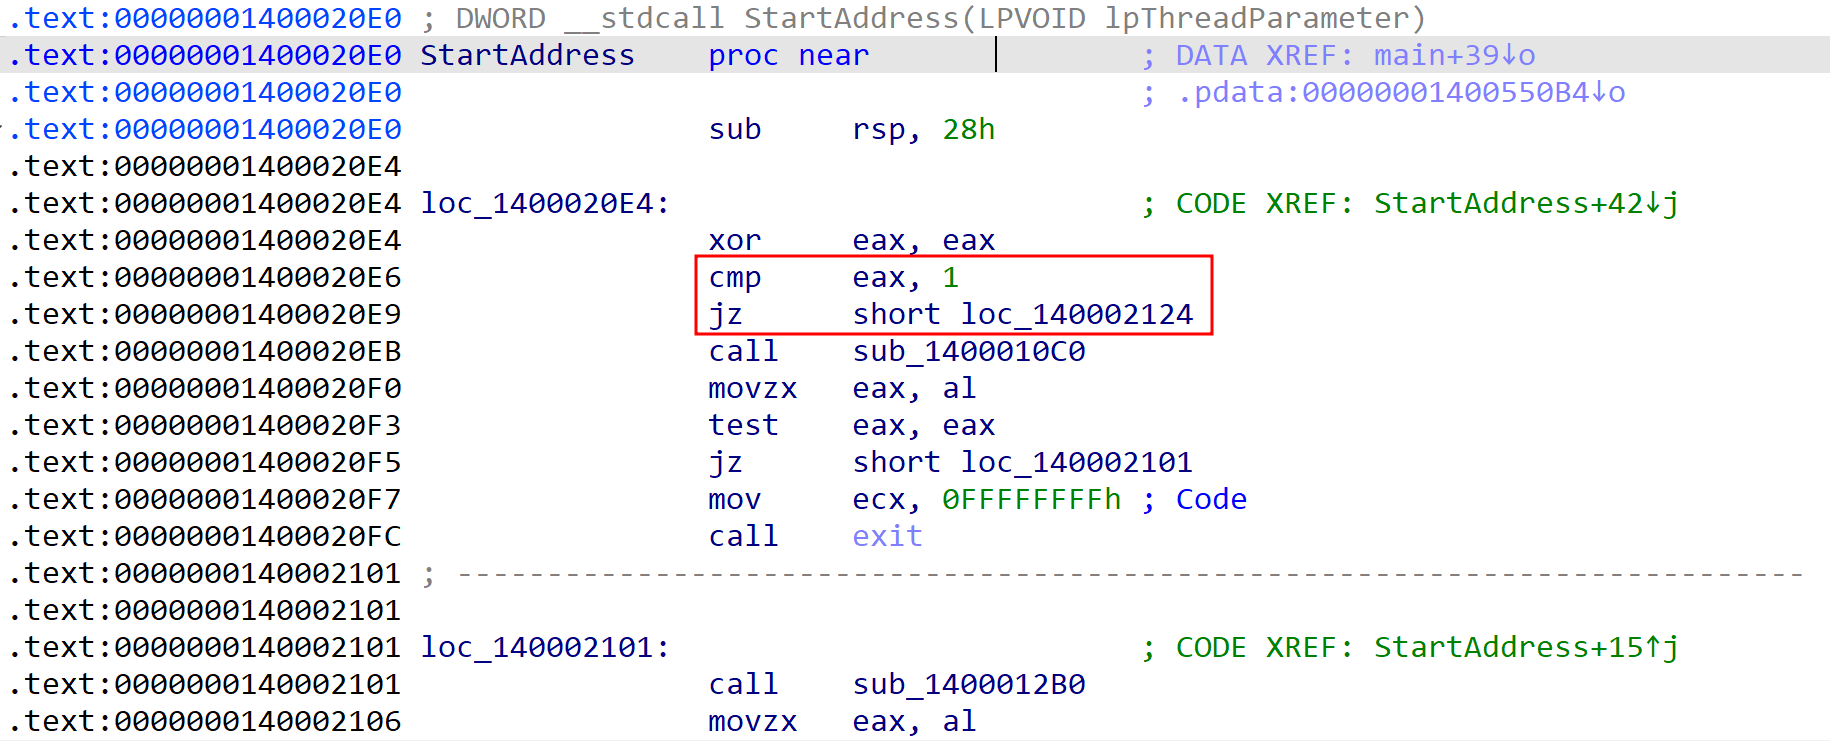 .text:00000001400020E0 ; DWORD __stdcall StartAddress(LPVOID lpThreadParameter)
.text:00000001400020E0 StartAddress    proc near               ; DATA XREF: main+39↓o
.text:00000001400020E0                                         ; .pdata:00000001400550B4↓o
.text:00000001400020E0                 sub     rsp, 28h
.text:00000001400020E4
.text:00000001400020E4 loc_1400020E4:                          ; CODE XREF: StartAddress+42↓j
.text:00000001400020E4                 xor     eax, eax
.text:00000001400020E6                 cmp     eax, 1
.text:00000001400020E9                 jz      short loc_140002124
.text:00000001400020EB                 call    sub_1400010C0
.text:00000001400020F0                 movzx   eax, al
.text:00000001400020F3                 test    eax, eax
.text:00000001400020F5                 jz      short loc_140002101
.text:00000001400020F7                 mov     ecx, 0FFFFFFFFh ; Code
.text:00000001400020FC                 call    exit
.text:0000000140002101 ; ---------------------------------------------------------------------------
.text:0000000140002101
.text:0000000140002101 loc_140002101:                          ; CODE XREF: StartAddress+15↑j
.text:0000000140002101                 call    sub_1400012B0
.text:0000000140002106                 movzx   eax, al